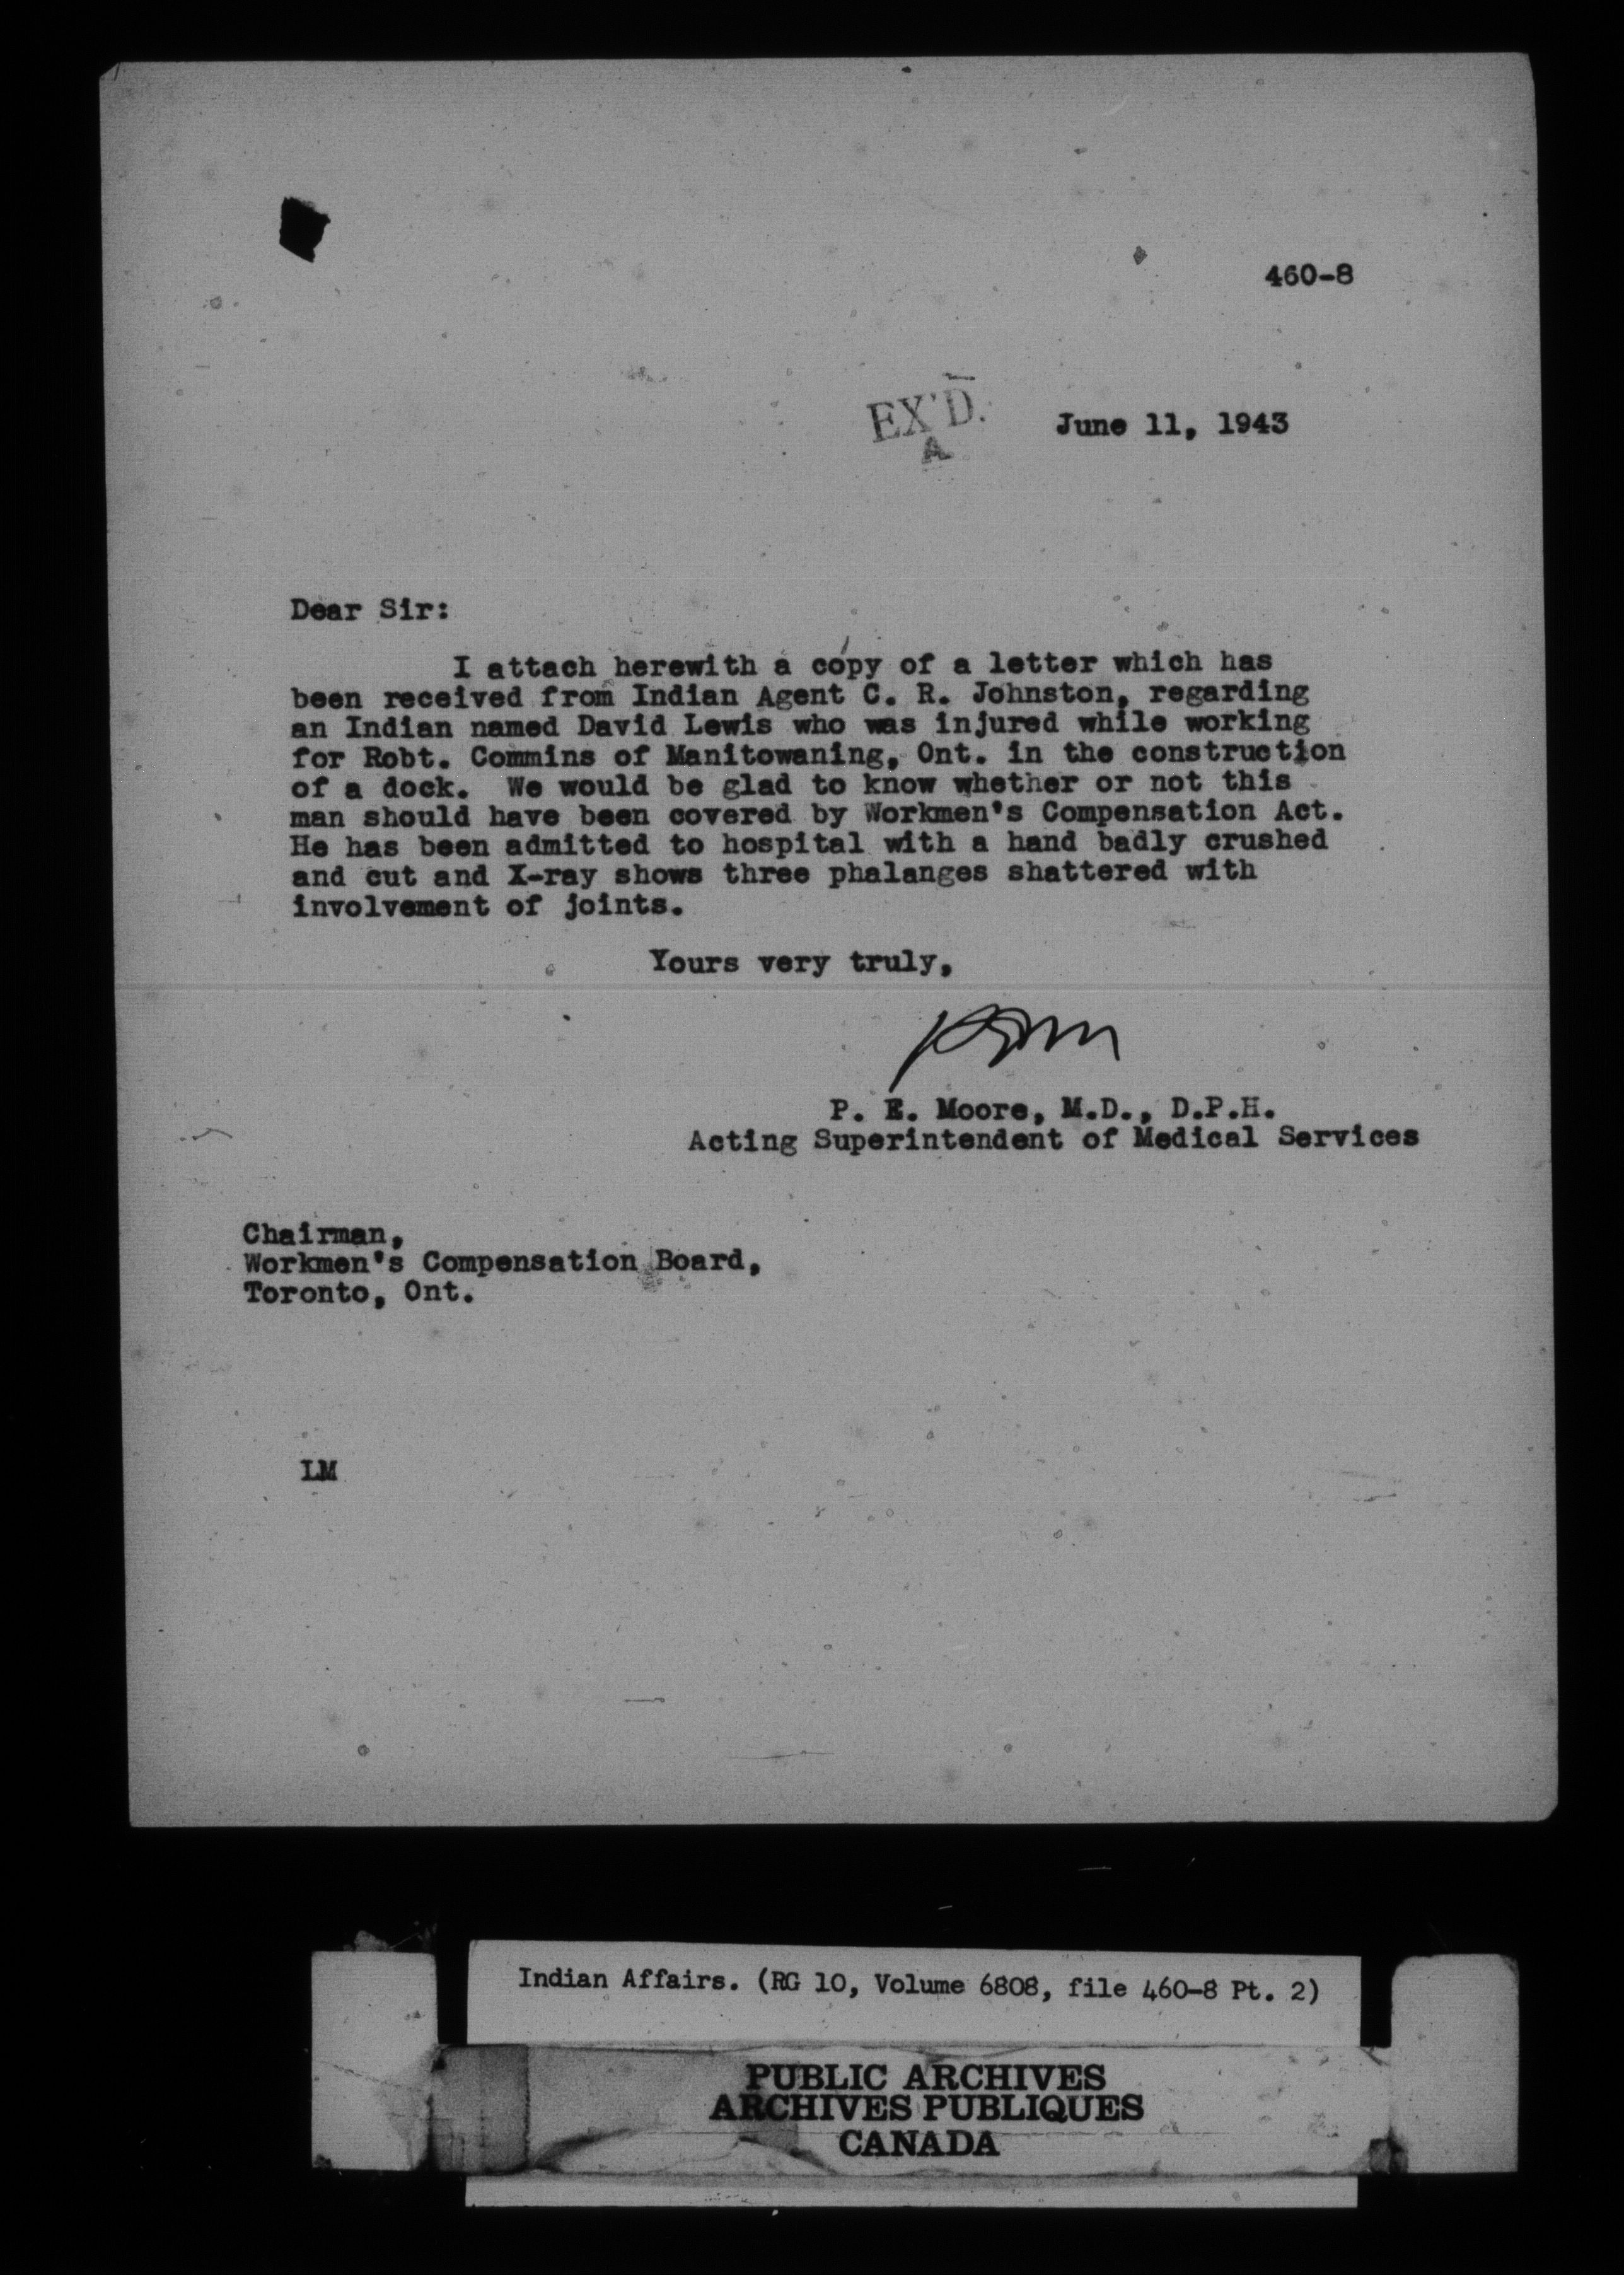 460-8
EX'D.
A
June 11, 1943
Dear Sir:
I attach herewith a copy of a letter which has
been received from Indian Agent C. R. Johnston, regarding
an Indian named David Lewis who was injured while working
for Robt. Commins of Manitowaning, Ont. in the construction
of a dock. We would be glad to know whether or not this
man should have been covered by Workmen's Compensation Act.
He has been admitted to hospital with a hand badly crushed
and cut and X-ray shows three phalanges shattered with
involvement of joints.
Yours very truly,
P. E. Moore, M.D., D.P.H.
Acting Superintendent of Medical Services
Chairman,
Workmen's Compensation Board,
Toronto, Ont.
LM
Indian Affairs. (RG 10, Volume 6808, file 460-8 Pt. 2)
PUBLIC ARCHIVES
ARCHIVES PUBLIQUES
CANADA